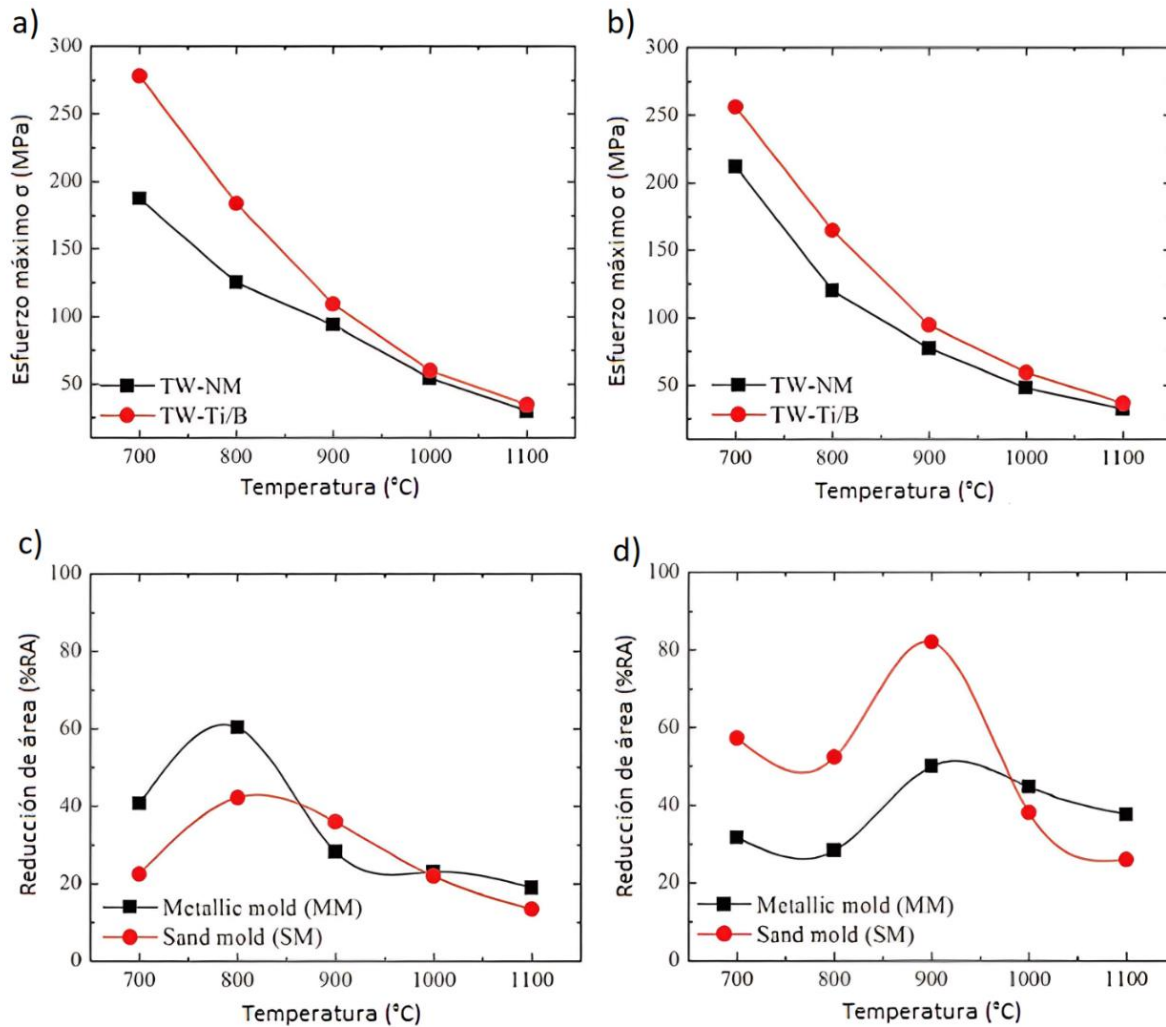 a)
300
250
200
150
100
50
Esfuerzo máximo σ (MPa)
TW-NM
TW-Ti/B
700 800 900 1000 1100
Temperatura (°C)
b)
300
250
200
150
100
50
Esfuerzo máximo σ (MPa)
TW-NM
TW-Ti/B
700 800 900 1000 1100
Temperatura (°C)
c)
100
80
60
40
20
0
Reducción de área (%RA)
Metallic mold (MM)
Sand mold (SM)
700 800 900 1000 1100
Temperatura (°C)
d)
100
80
60
40
20
0
Reducción de área (%RA)
Metallic mold (MM)
Sand mold (SM)
700 800 900 1000 1100
Temperatura (°C)